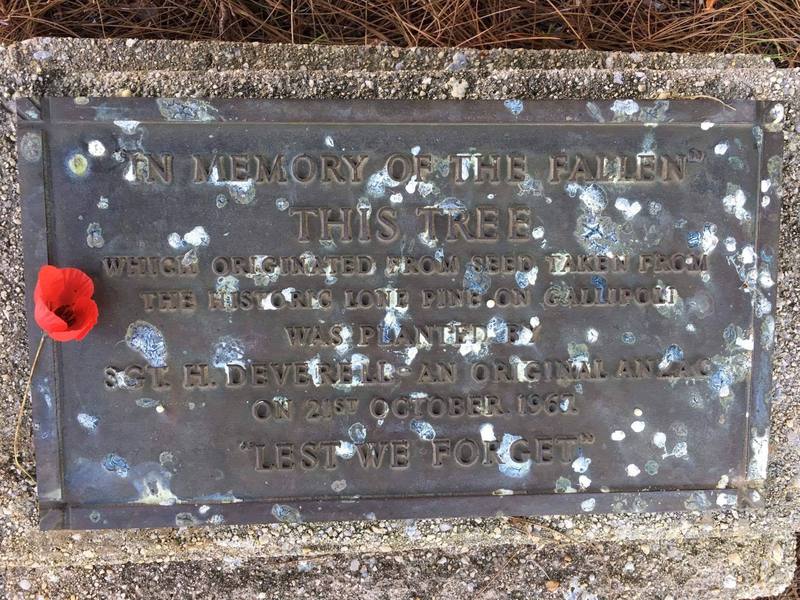 "IN MEMORY OF THE FALLEN"
THIS TREE
WHICH ORIGINATED FROM SEED TAKEN FROM
THE HISTORIC LONE PINE ON GALLIPOLI
WAS PLANTED BY
SGT. H. DEVERELL - AN ORIGINAL ANZAC
ON 21ST OCTOBER 1967.
"LEST WE FORGET"